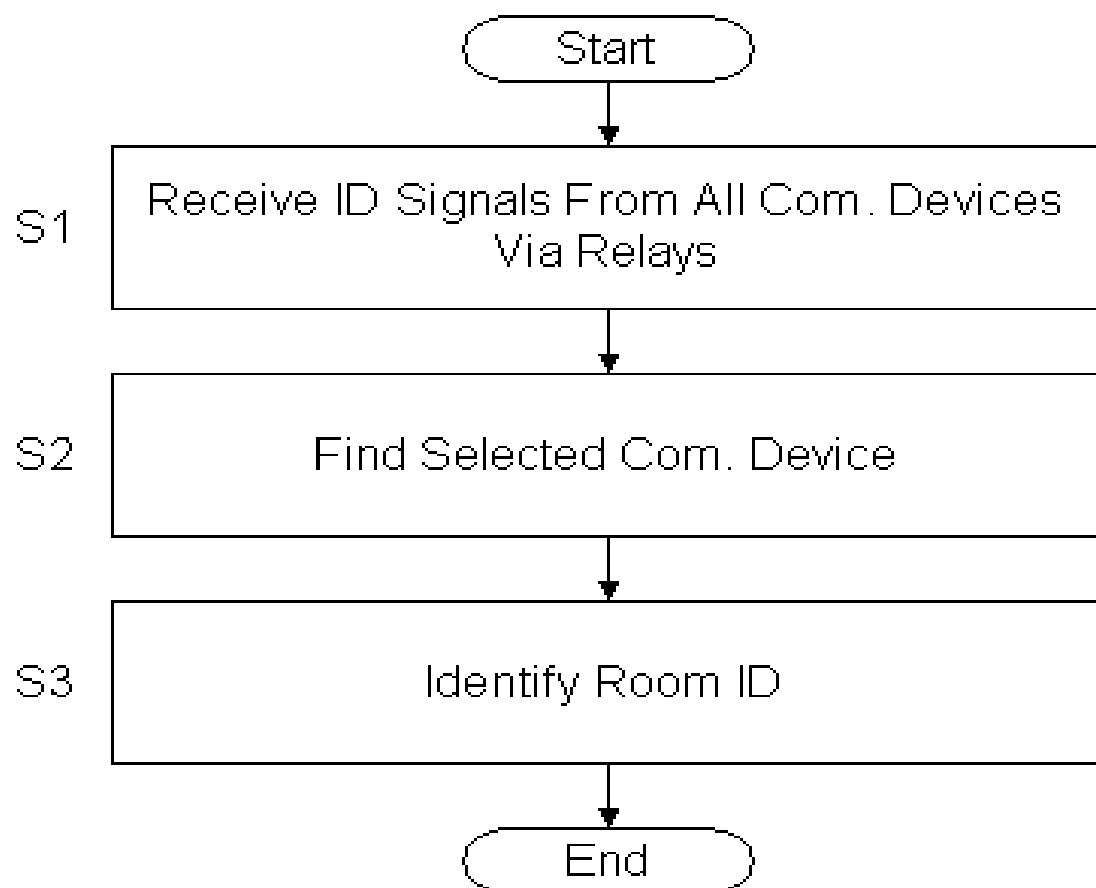 Start
S1
Receive ID Signals From All Com. Devices
Via Relays
S2
Find Selected Com. Device
S3
Identify Room ID
End